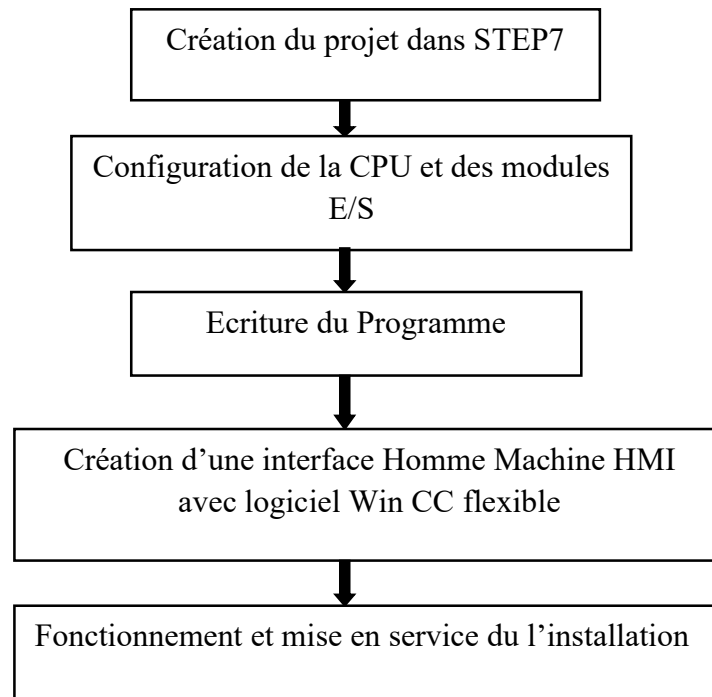 Création du projet dans STEP7
Configuration de la CPU et des modules
E/S
Ecriture du Programme
Création d’une interface Homme Machine HMI
avec logiciel Win CC flexible
Fonctionnement et mise en service du l’installation